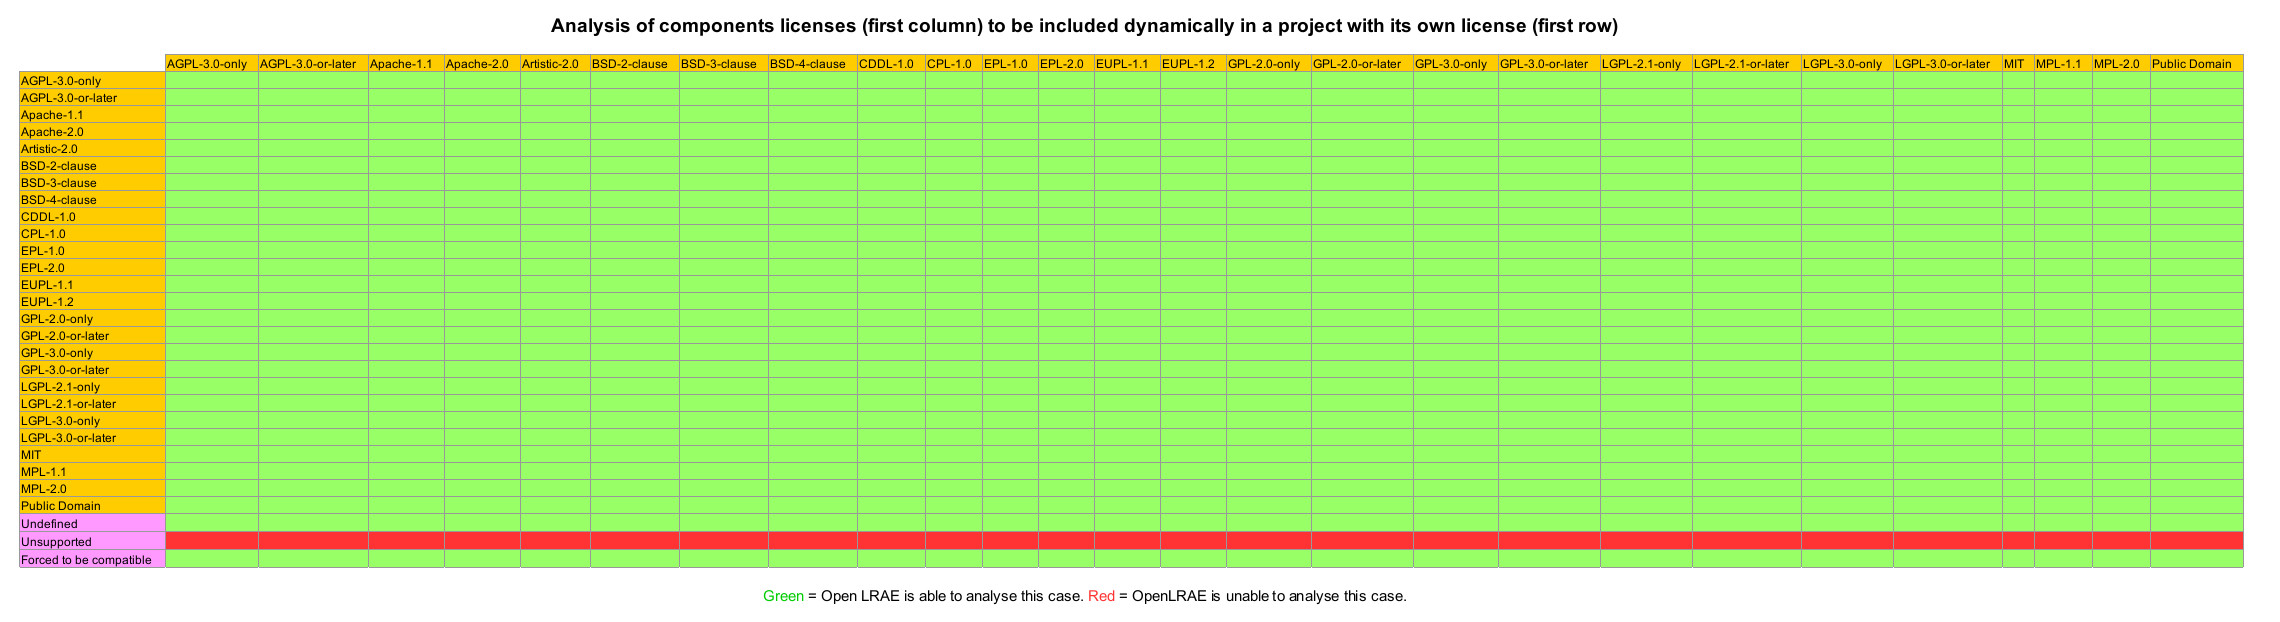 Analysis of components licenses (first column) to be included dynamically in a project with its own license (first row)
AGPL-3.0-only AGPL-3.0-or-later Apache-1.1 Apache-2.0 Artistic-2.0 BSD-2-clause BSD-3-clause BSD-4-clause CDDL-1.0 CPL-1.0 EPL-1.0 EPL-2.0 EUPL-1.1 EUPL-1.2 GPL-2.0-only GPL-2.0-or-later GPL-3.0-only GPL-3.0-or-later LGPL-2.1-only LGPL-2.1-or-later LGPL-3.0-only LGPL-3.0-or-later MIT MPL-1.1 MPL-2.0 Public Domain
AGPL-3.0-only
AGPL-3.0-or-later
Apache-1.1
Apache-2.0
Artistic-2.0
BSD-2-clause
BSD-3-clause
BSD-4-clause
CDDL-1.0
CPL-1.0
EPL-1.0
EPL-2.0
EUPL-1.1
EUPL-1.2
GPL-2.0-only
GPL-2.0-or-later
GPL-3.0-only
GPL-3.0-or-later
LGPL-2.1-only
LGPL-2.1-or-later
LGPL-3.0-only
LGPL-3.0-or-later
MIT
MPL-1.1
MPL-2.0
Public Domain
Undefined
Unsupported
Forced to be compatible
Green = Open LRAE is able to analyse this case. Red = OpenLRAE is unable to analyse this case.